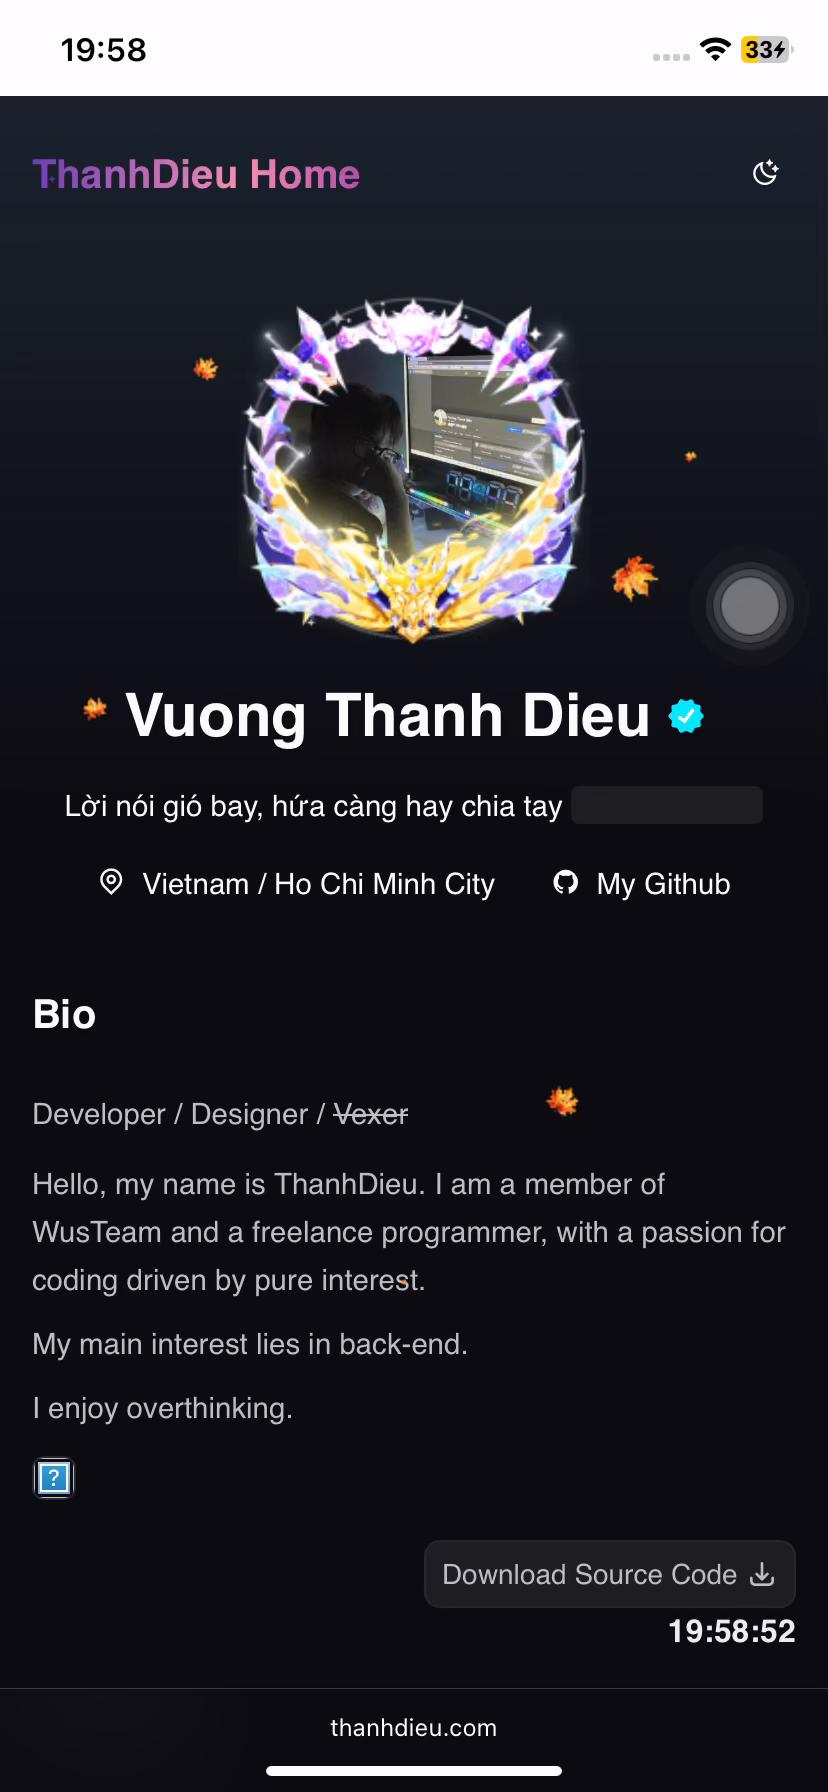 19:58
33
ThanhDieu Home
Vuong Thanh Dieu
Lời nói gió bay, hứa càng hay chia tay
Vietnam / Ho Chi Minh City
My Github
Bio
Developer / Designer / Vexer
Hello, my name is ThanhDieu. I am a member of
WusTeam and a freelance programmer, with a passion for
coding driven by pure interest.
My main interest lies in back-end.
I enjoy overthinking.
?
Download Source Code
19:58:52
thanhdieu.com